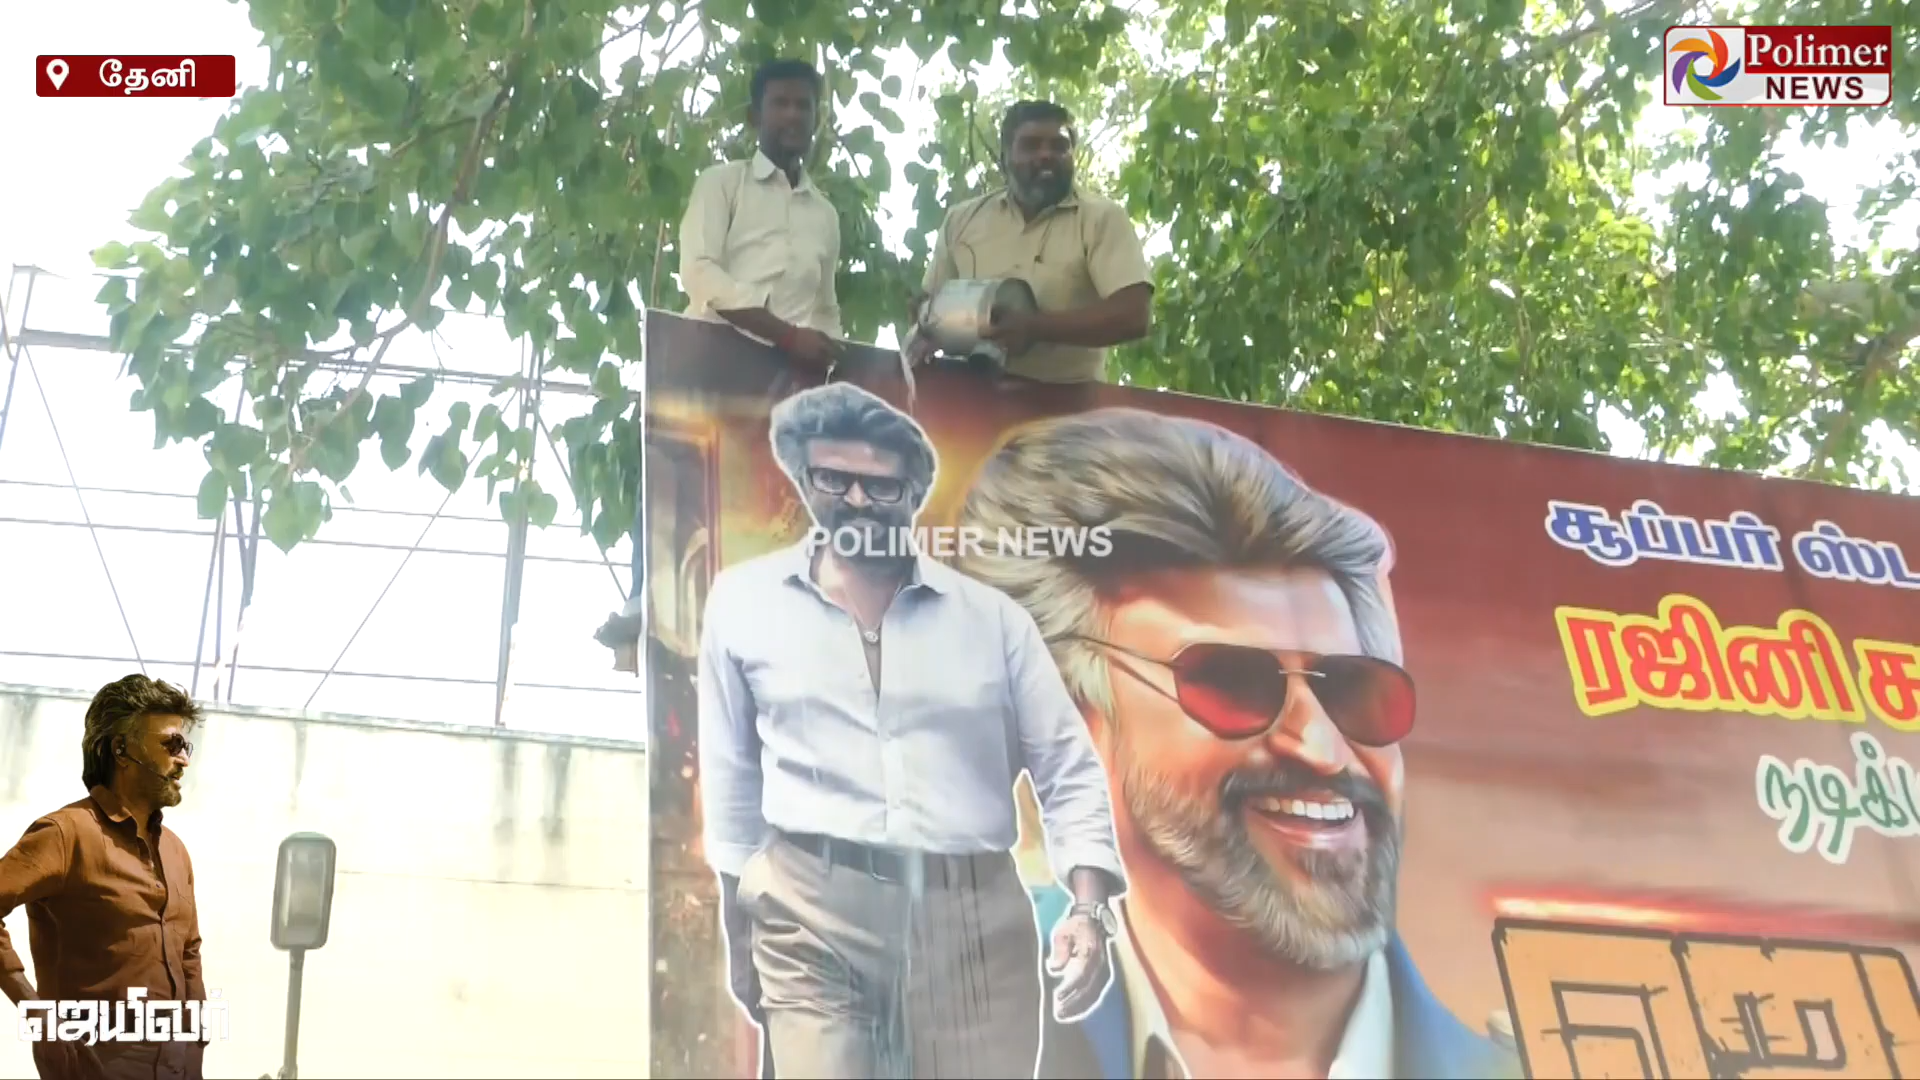 தேனி
Polimer
NEWS
POLIMER NEWS
சூப்பர்
ரஜினி
ஜெயிலர்